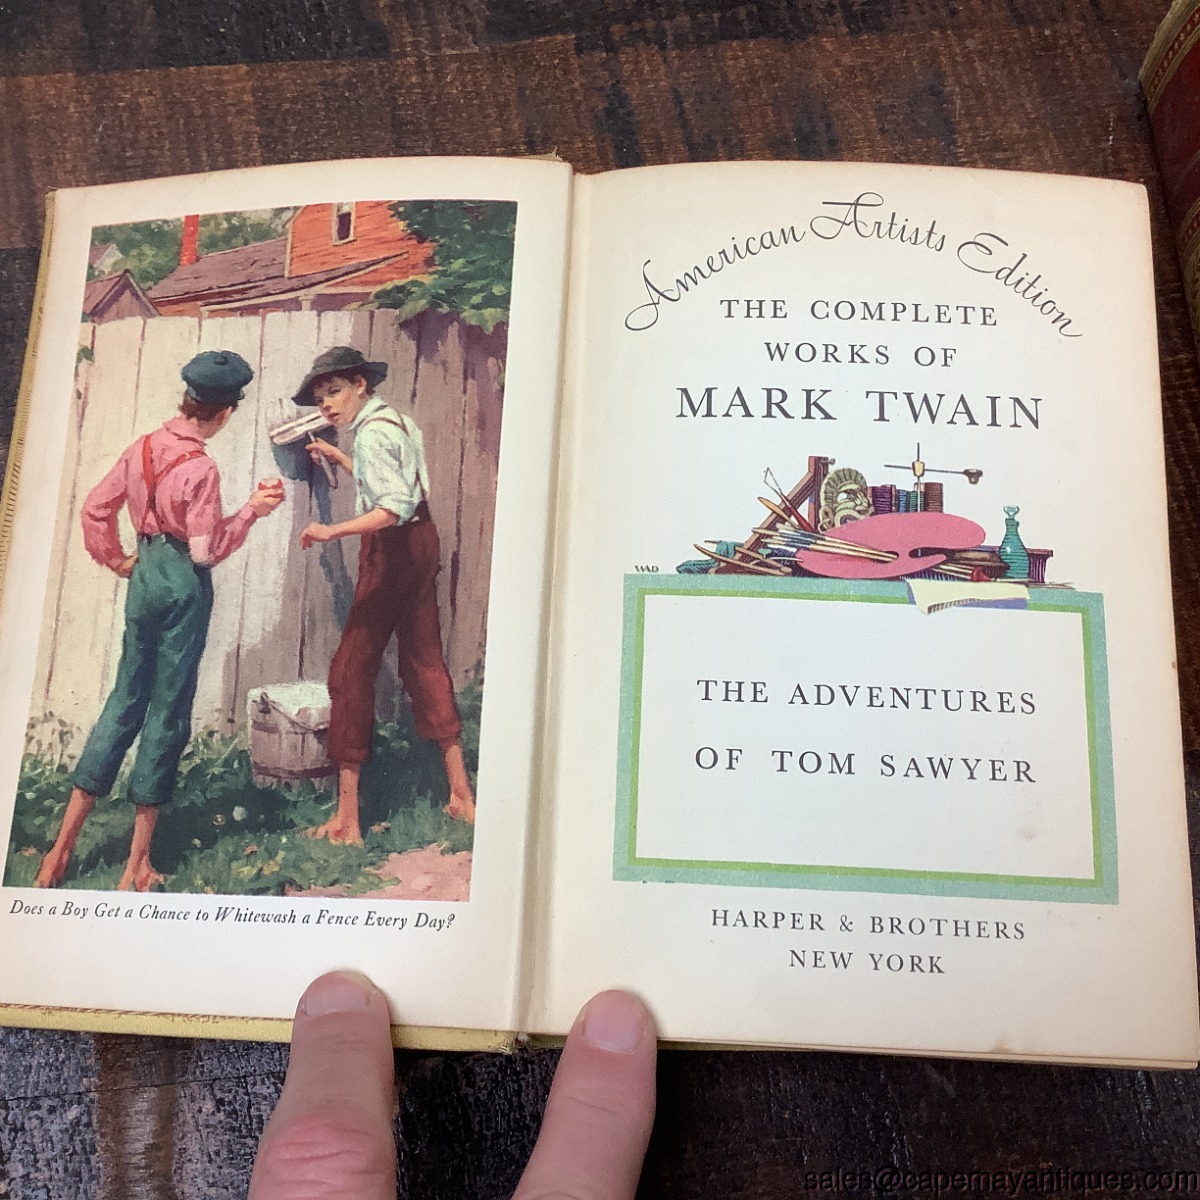 Does a Boy Get a Chance to Whitewash a Fence Every Day?
American Artists Edition
THE COMPLETE
WORKS OF
MARK TWAIN
WAD
THE ADVENTURES
OF TOM SAWYER
HARPER & BROTHERS
NEW YORK
sales@capemayantiques.com